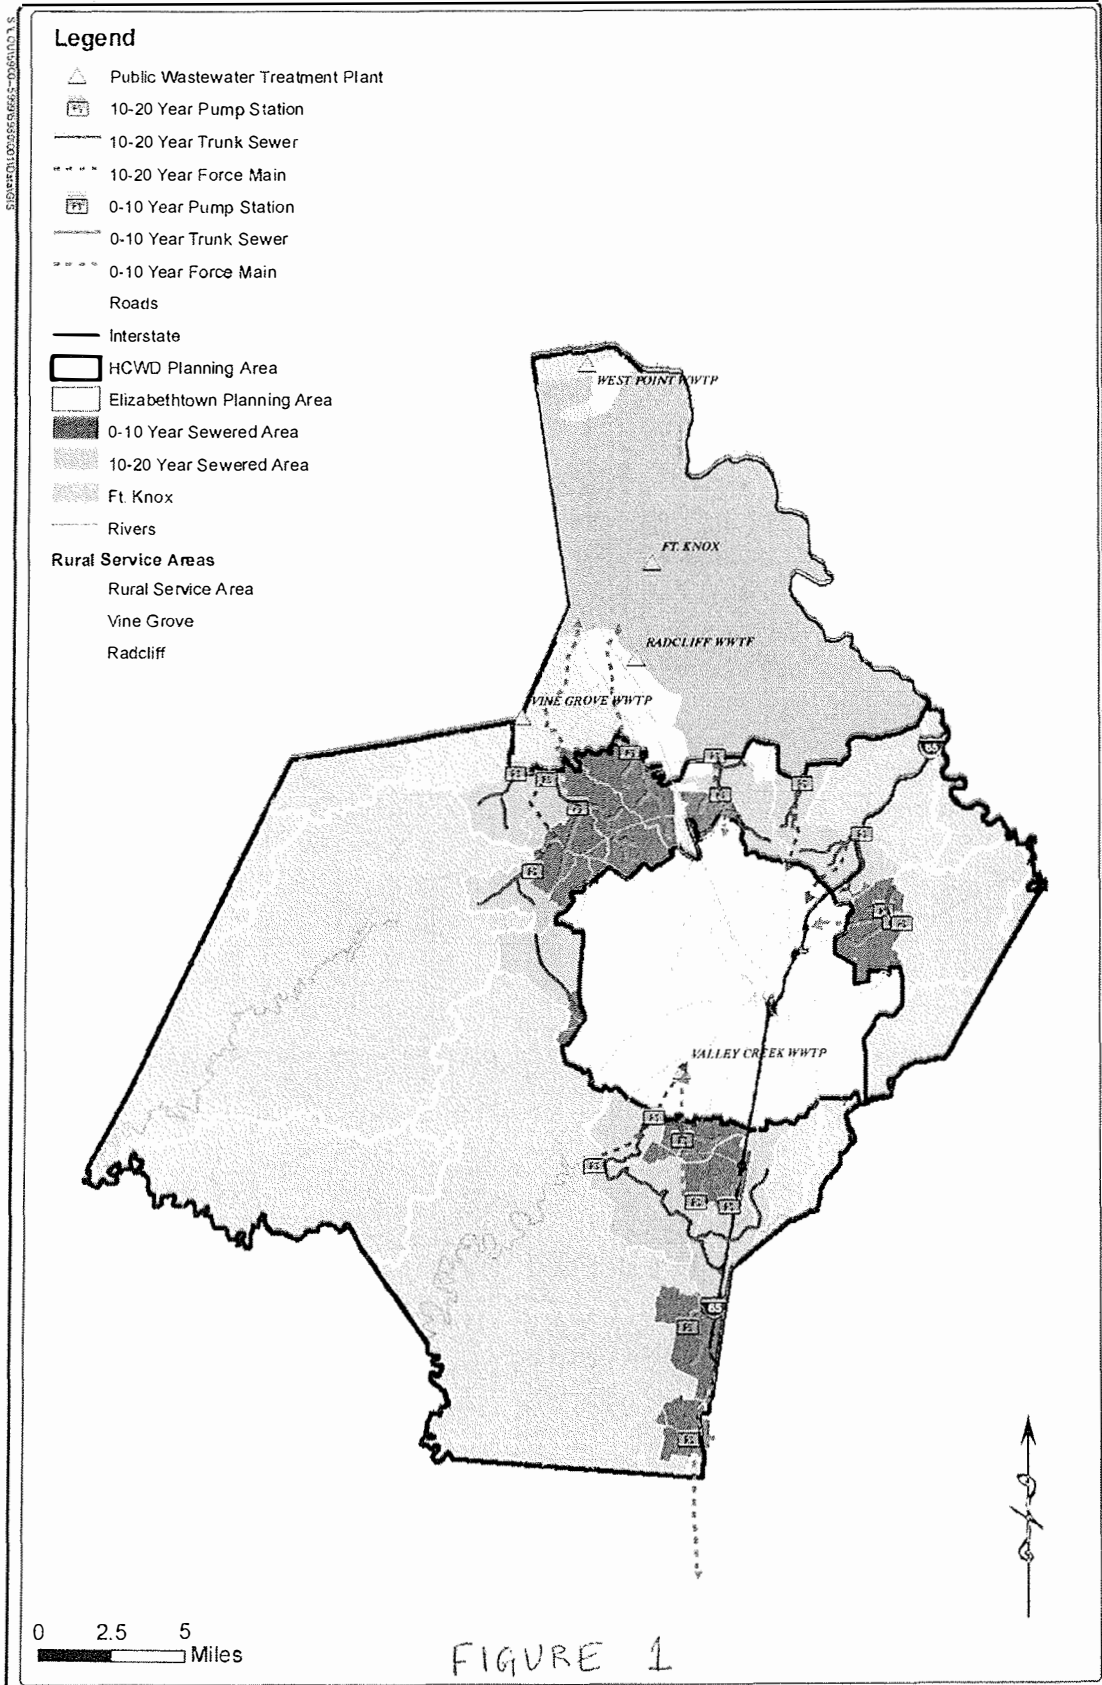 Legend
Public Wastewater Treatment Plant
10-20 Year Pump Station
10-20 Year Trunk Sewer
10-20 Year Force Main
0-10 Year Pump Station
0-10 Year Trunk Sewer
0-10 Year Force Main
Roads
Interstate
HCWD Planning Area
Elizabethtown Planning Area
0-10 Year Sewered Area
10-20 Year Sewered Area
Ft. Knox
Rivers
Rural Service Areas
Rural Service Area
Vine Grove
Radcliff
WEST POINT WWTP
FT. KNOX
RADCLIFF WWTF
VINE GROVE WWTP
65
VALLEY CREEK WWTP
65
0 2.5 5
Miles
FIGURE 1